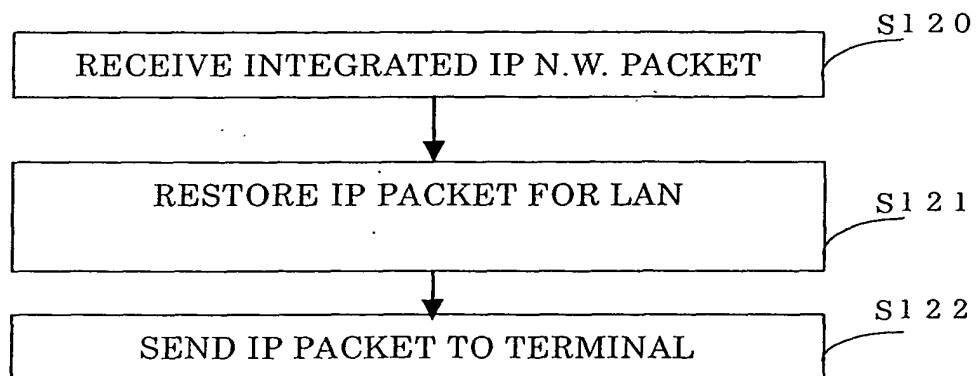 S120
RECEIVE INTEGRATED IP N.W. PACKET
RESTORE IP PACKET FOR LAN
S121
S122
SEND IP PACKET TO TERMINAL